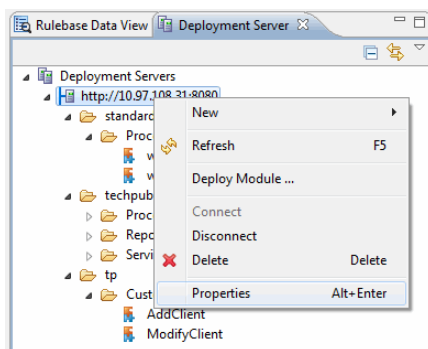 Rulebase Data View Deployment Server
Deployment Servers
http://10.97.108.31:8080
standard
Proc
w
w
techpub
Proc
Repo
Servi
tp
Cust
AddClient
ModifyClient
New
Refresh F5
Deploy Module ...
Connect
Disconnect
Delete Delete
Properties Alt+Enter